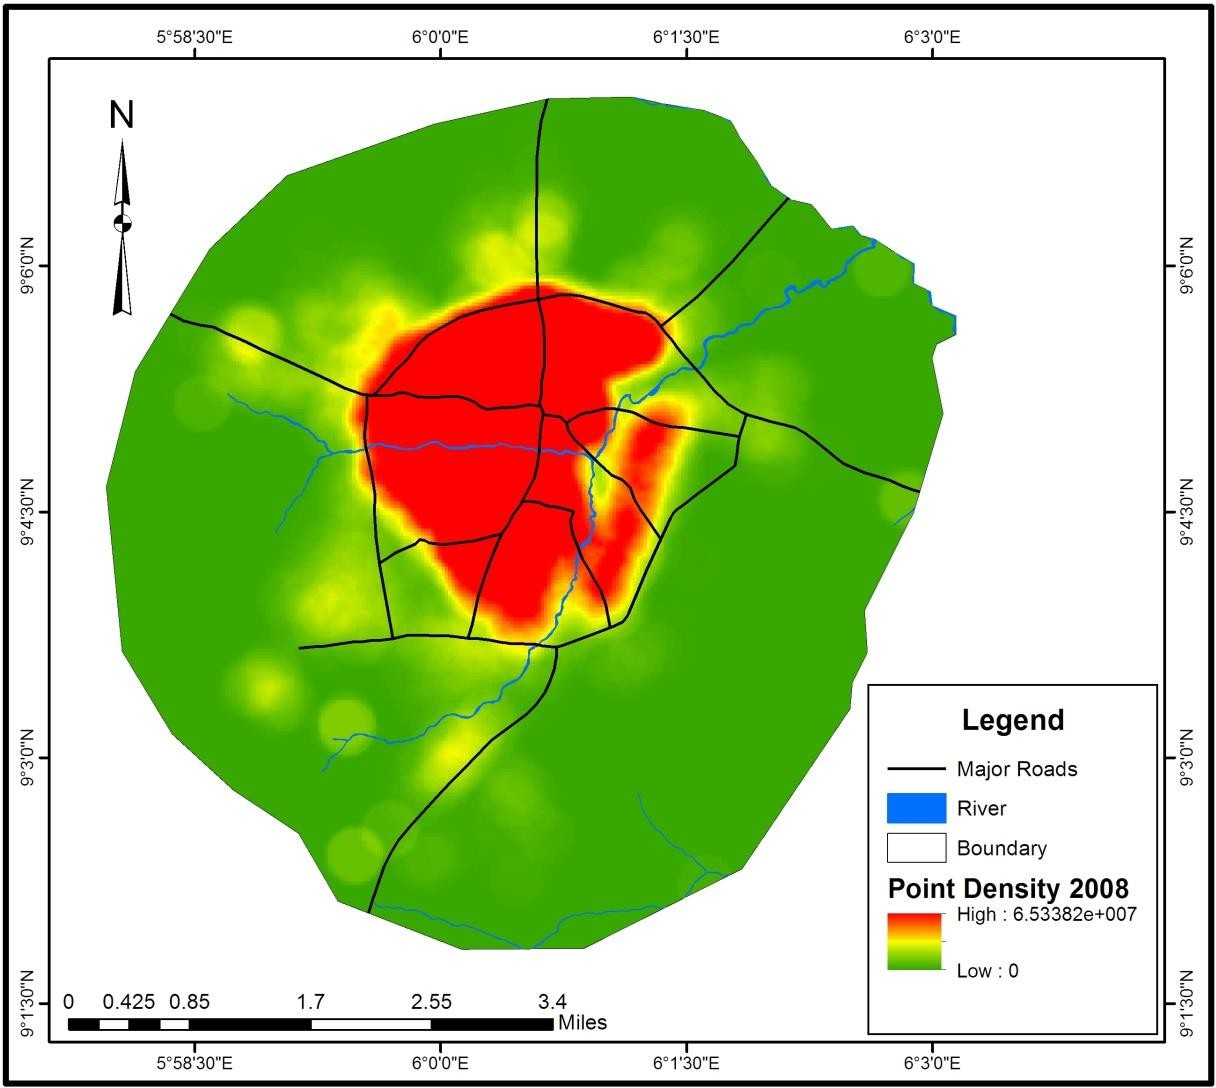 5°58'30"E 6°0'0"E 6°1'30"E 6°3'0"E
N
9°6'0"N 9°6'0"N
9°4'30"N 9°4'30"N
Legend
Major Roads
9°3'0"N 9°3'0"N
River
Boundary
Point Density 2008
High : 6.53382e+007
Low : 0
0 0.425 0.85 1.7 2.55 3.4
Miles
9°1'30"N 9°1'30"N
5°58'30"E 6°0'0"E 6°1'30"E 6°3'0"E